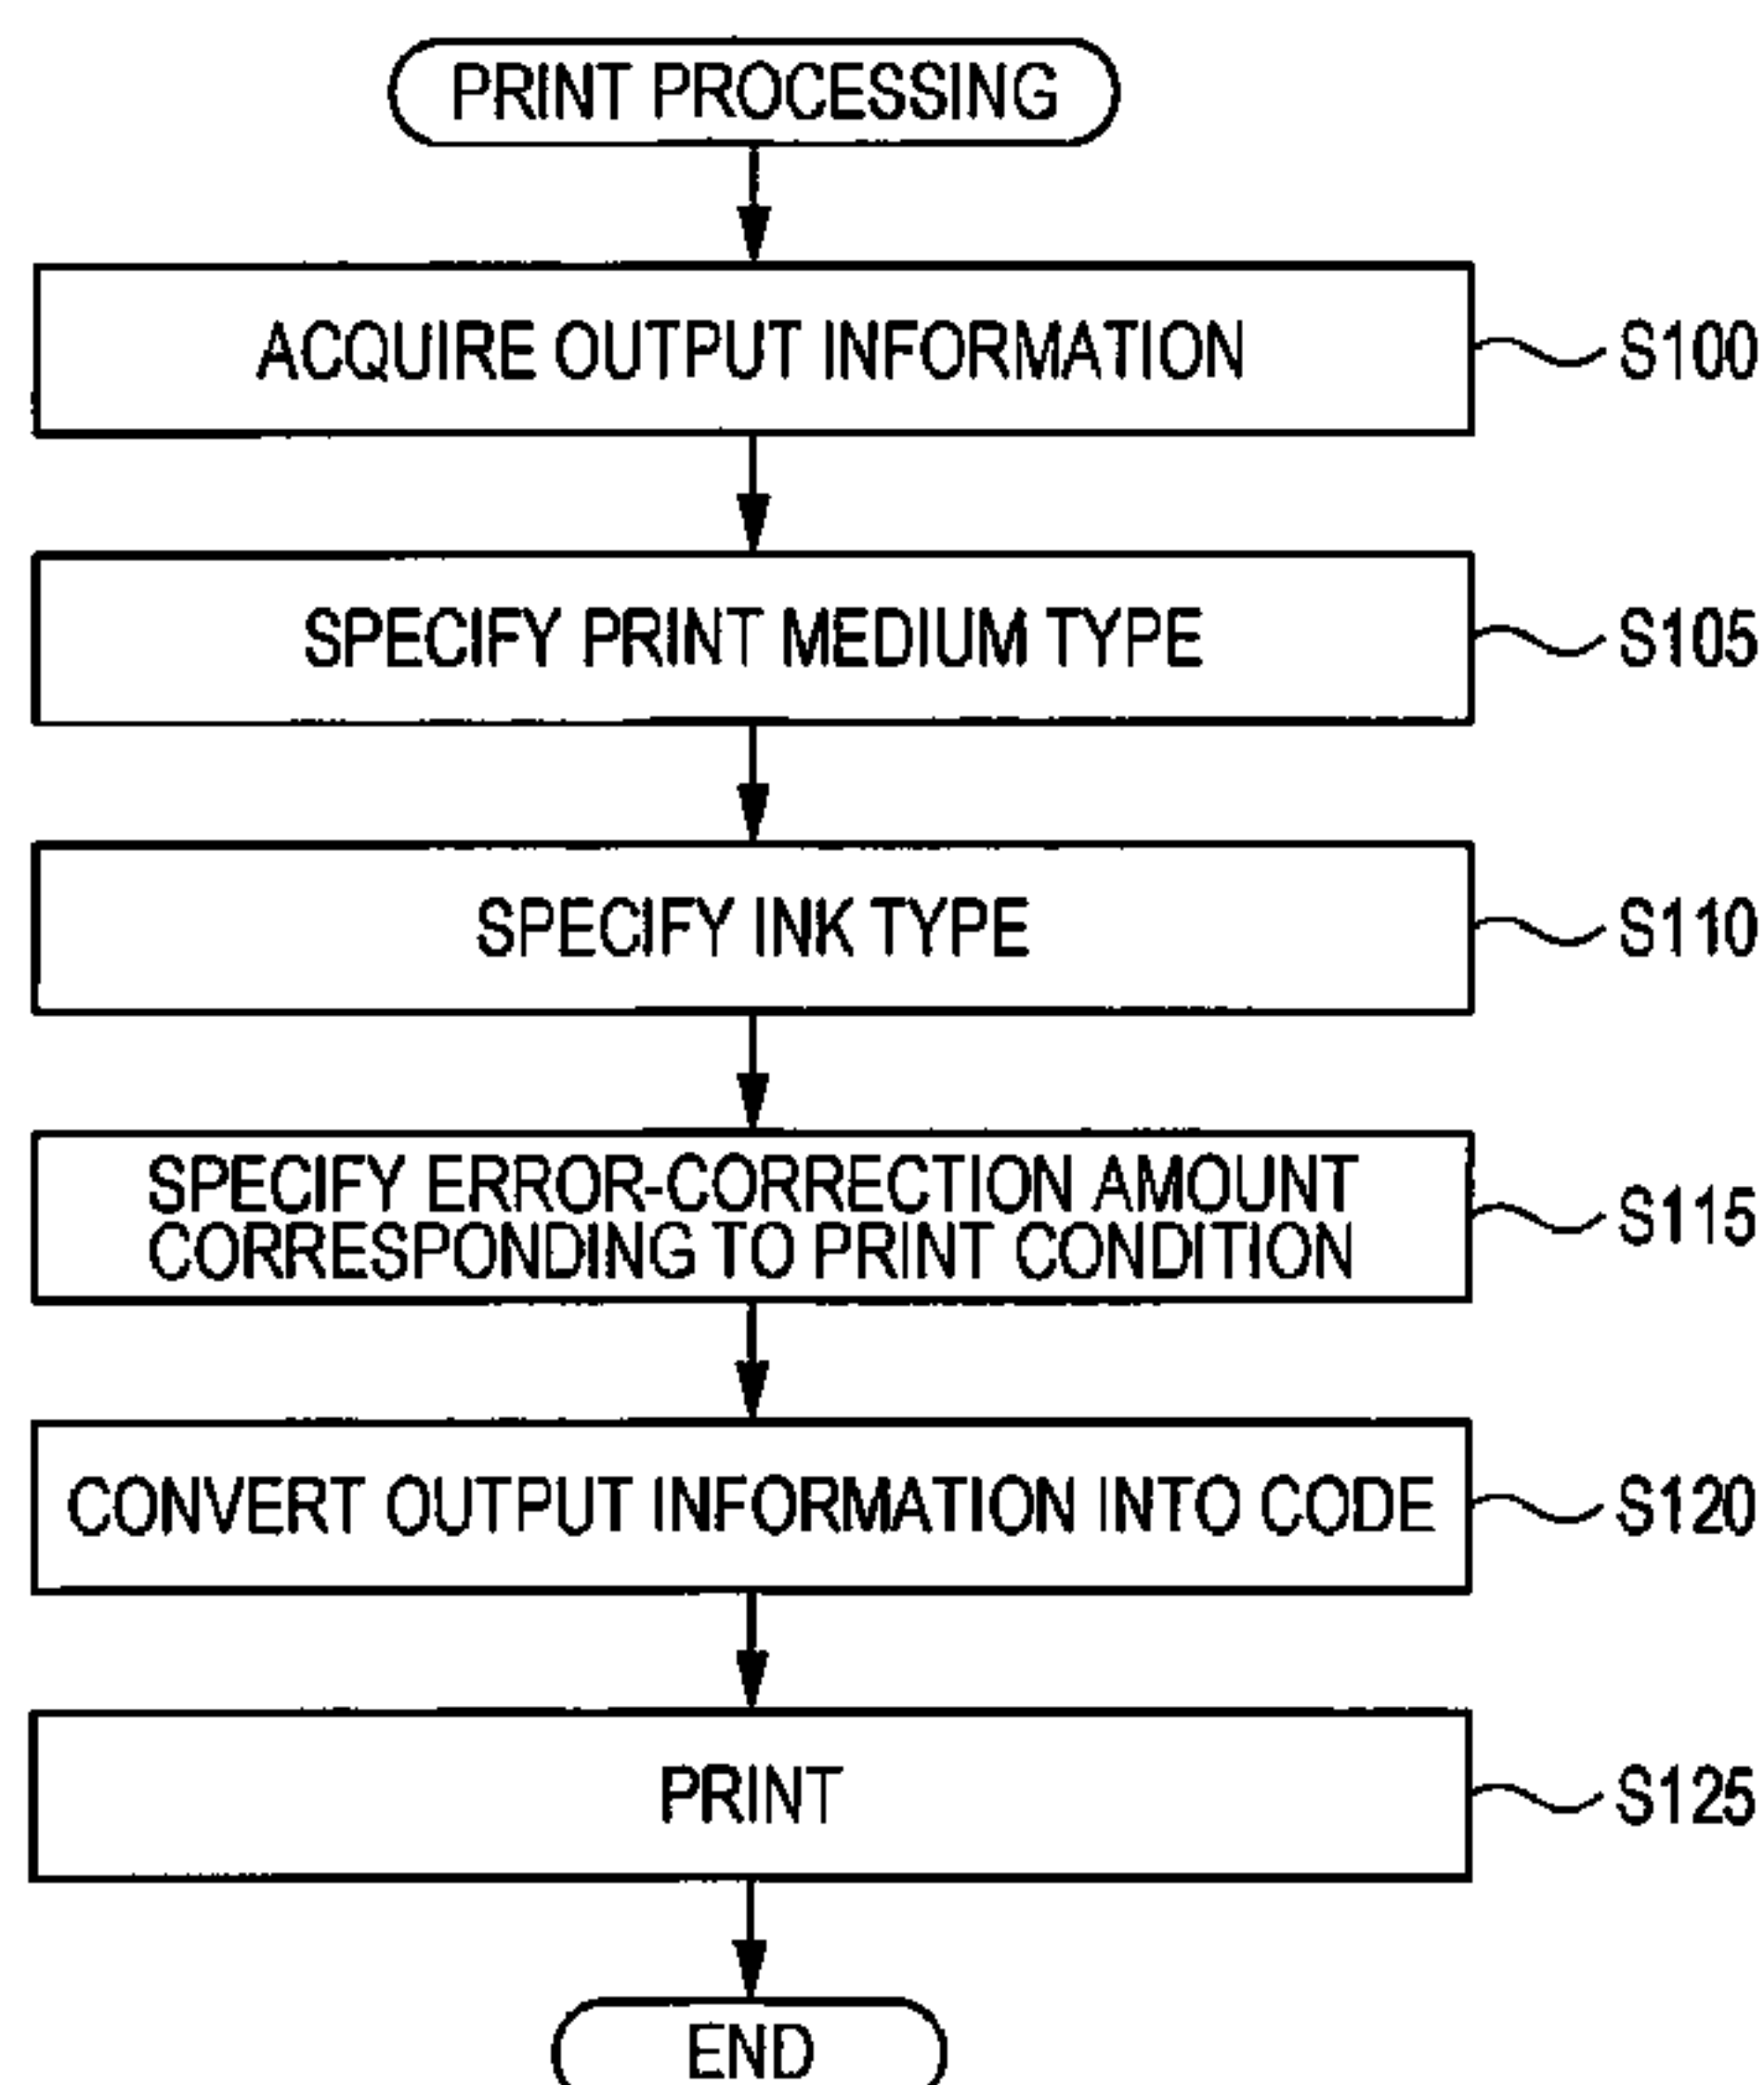 PRINT PROCESSING
ACQUIRE OUTPUT INFORMATION
S100
SPECIFY PRINT MEDIUM TYPE
S105
SPECIFY INK TYPE
S110
SPECIFY ERROR-CORRECTION AMOUNT
CORRESPONDING TO PRINT CONDITION
S115
CONVERT OUTPUT INFORMATION INTO CODE
S120
PRINT
S125
END